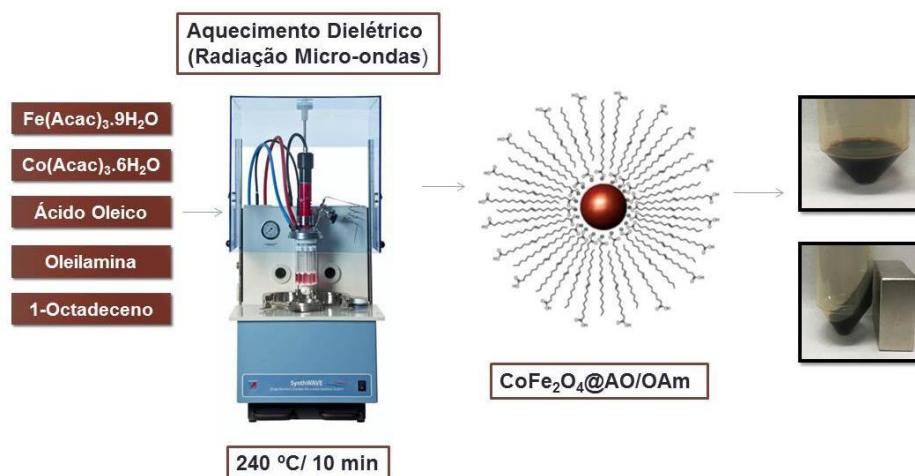 Aquecimento Dielétrico
(Radiação Micro-ondas)
Fe(Acac)₃.9H₂O
Co(Acac)₃.6H₂O
Ácido Oleico
Oleilamina
1-Octadeceno
SynthWAVE
CoFe₂O₄@AO/OAm
240 ºC/ 10 min